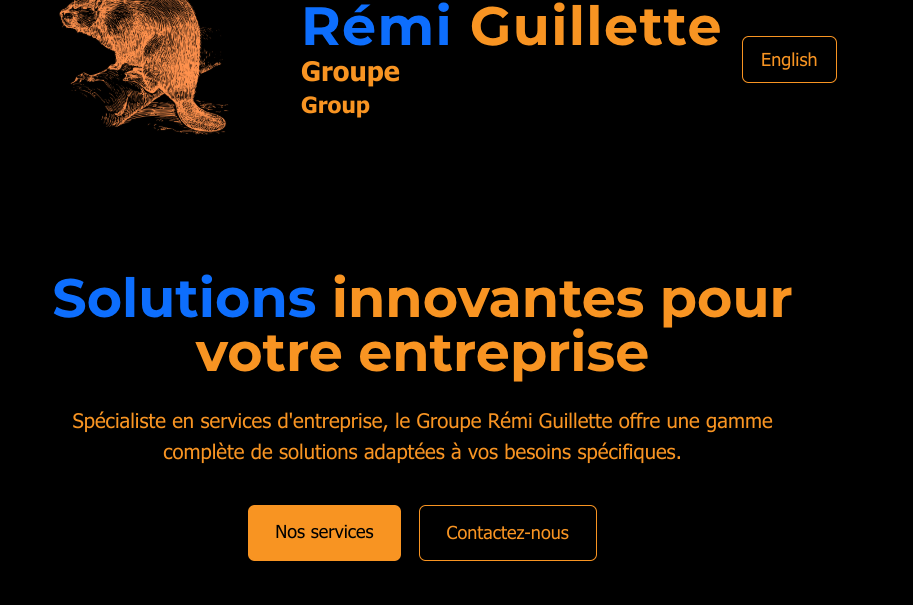 Rémi Guillette
Groupe
Group
English
Solutions innovantes pour
votre entreprise
Spécialiste en services d'entreprise, le Groupe Rémi Guillette offre une gamme
complète de solutions adaptées à vos besoins spécifiques.
Nos services
Contactez-nous